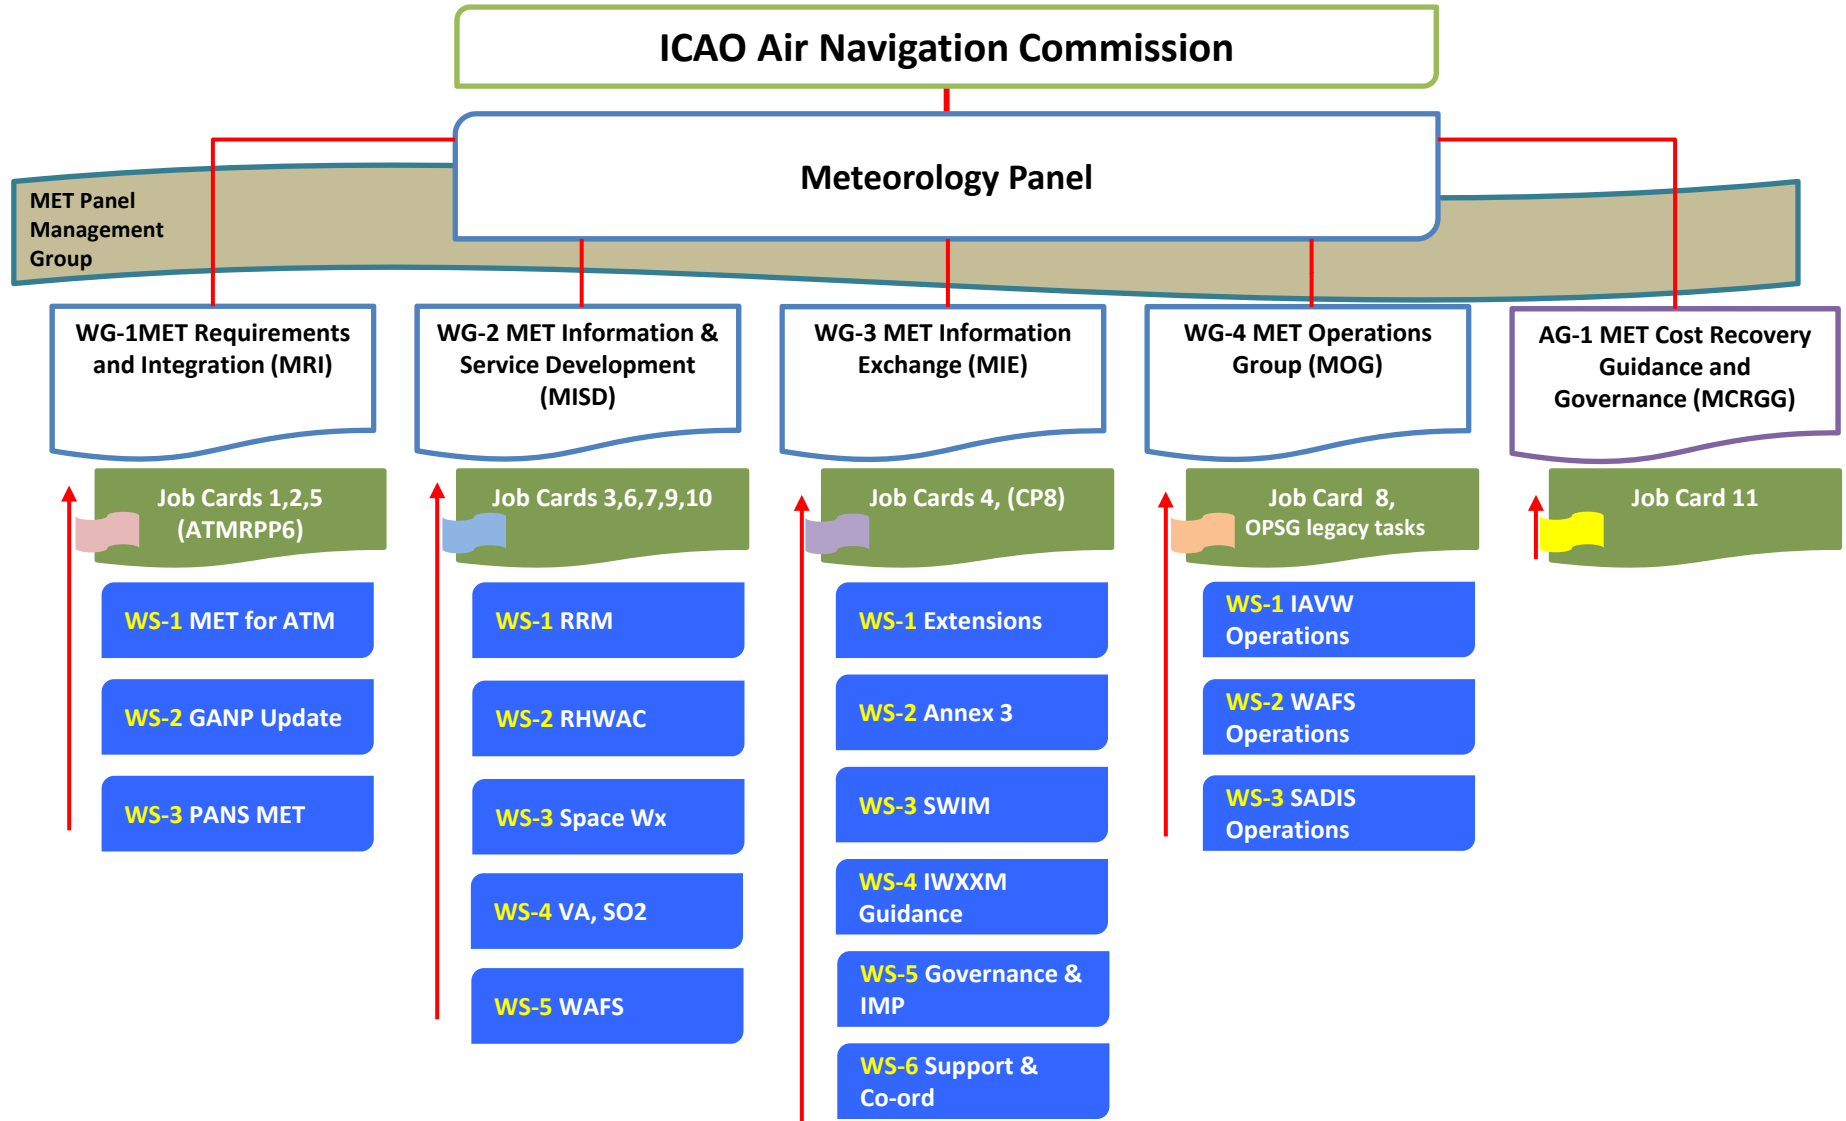 ICAO Air Navigation Commission
Meteorology Panel
MET Panel
Management
Group
WG-1MET Requirements
and Integration (MRI)
WG-2 MET Information &
Service Development
(MISD)
WG-3 MET Information
Exchange (MIE)
WG-4 MET Operations
Group (MOG)
AG-1 MET Cost Recovery
Guidance and
Governance (MCRGG)
Job Cards 1,2,5
(ATMRPP6)
Job Cards 3,6,7,9,10
Job Cards 4, (CP8)
Job Card 8,
OPSG legacy tasks
Job Card 11
WS-1 MET for ATM
WS-2 GANP Update
WS-3 PANS MET
WS-1 RRM
WS-2 RHWAC
WS-3 Space Wx
WS-4 VA, SO2
WS-5 WAFS
WS-1 Extensions
WS-2 Annex 3
WS-3 SWIM
WS-4 IWXXM
Guidance
WS-5 Governance &
IMP
WS-6 Support &
Co-ord
WS-1 IAVW
Operations
WS-2 WAFS
Operations
WS-3 SADIS
Operations